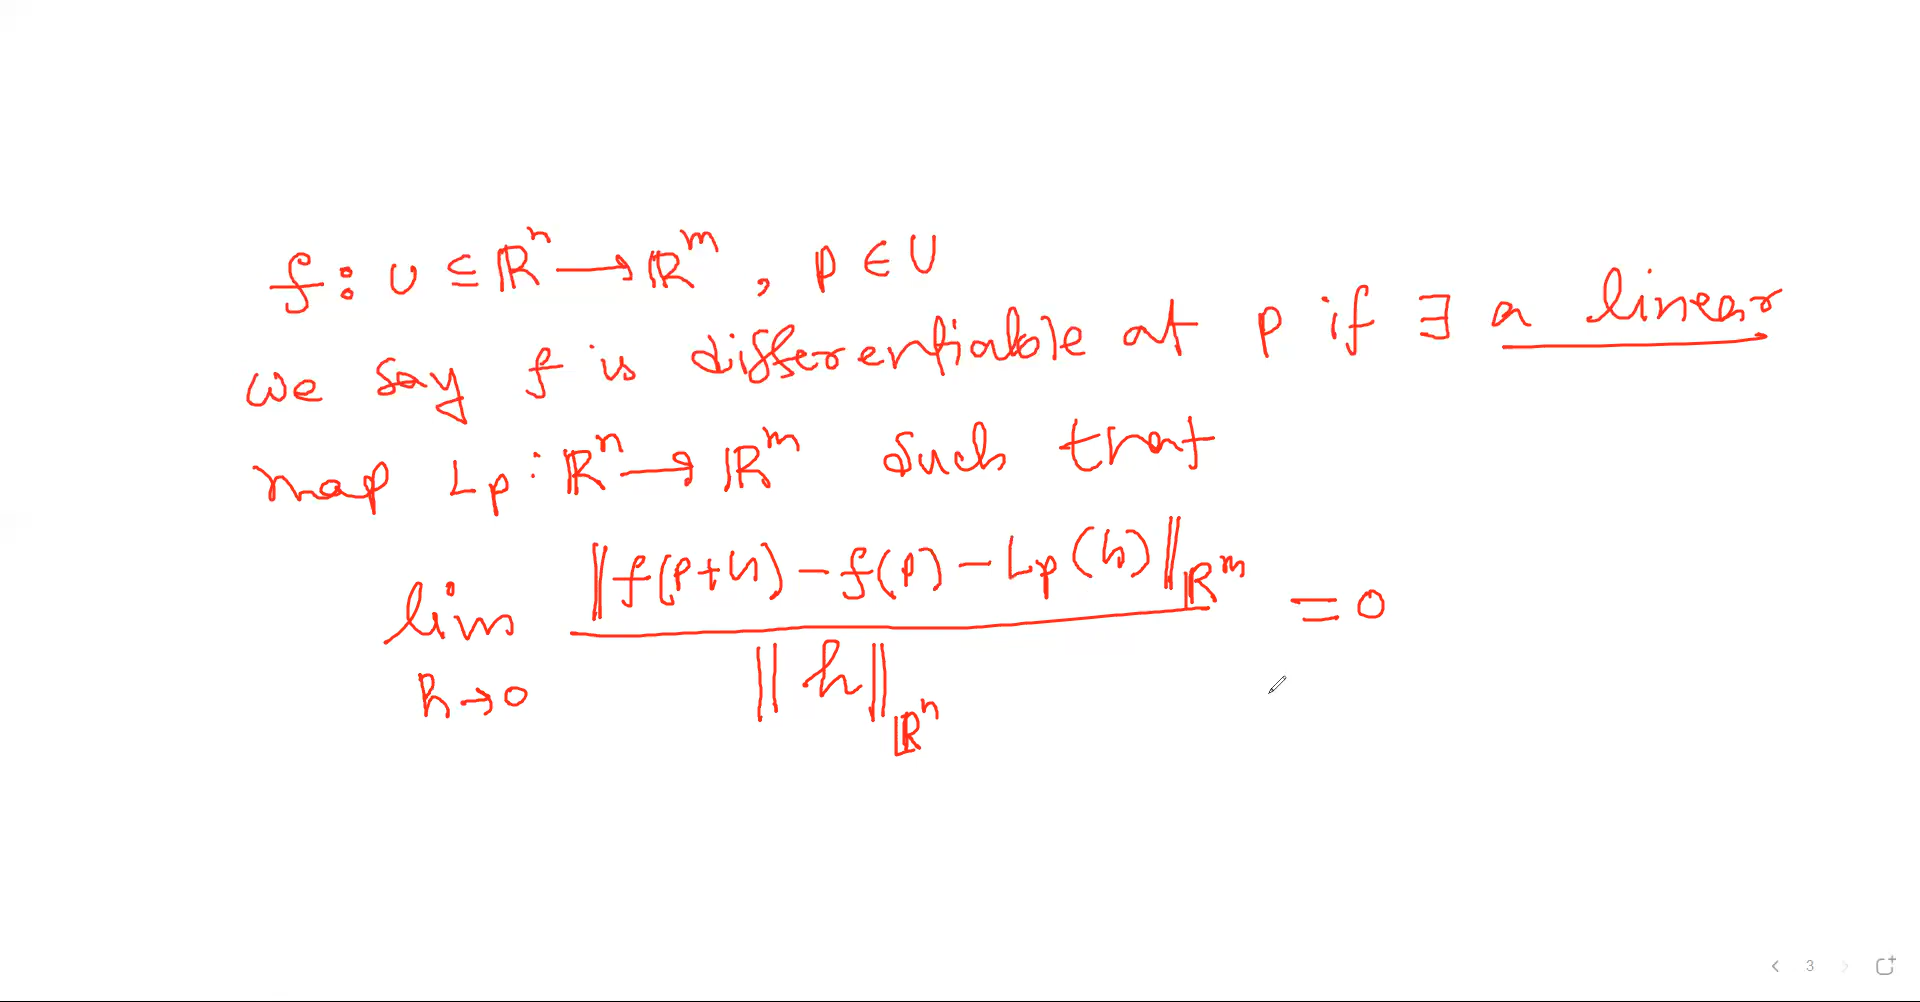 f: U ⊆ ℝⁿ → ℝᵐ, p ∈ U
we say f is differentiable at p if ∃ a linear
map Lp: ℝⁿ → ℝᵐ such that
lim h→0 ‖f(p+h) − f(p) − Lp(h)‖ℝᵐ / ‖h‖ℝⁿ = 0
3